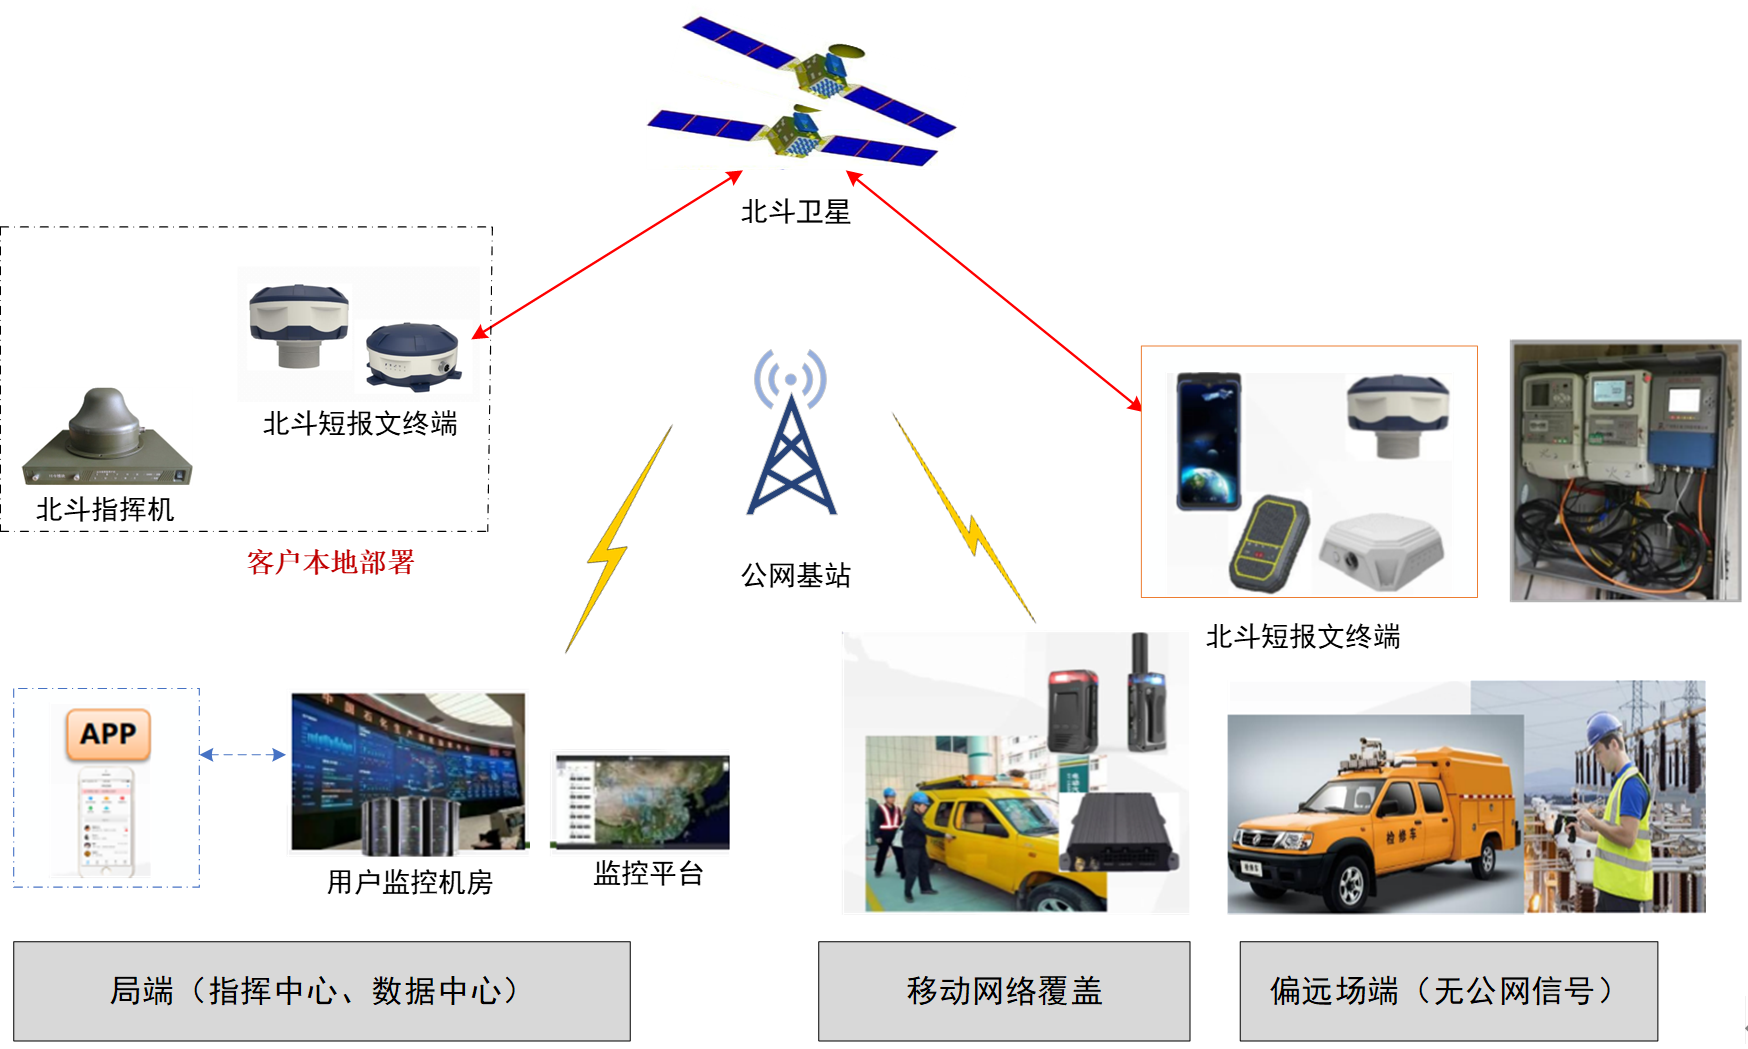 北斗卫星
北斗短报文终端
北斗指挥机
客户本地部署
公网基站
北斗短报文终端
APP
用户监控机房
监控平台
检修车
局端（指挥中心、数据中心）
移动网络覆盖
偏远场端（无公网信号）